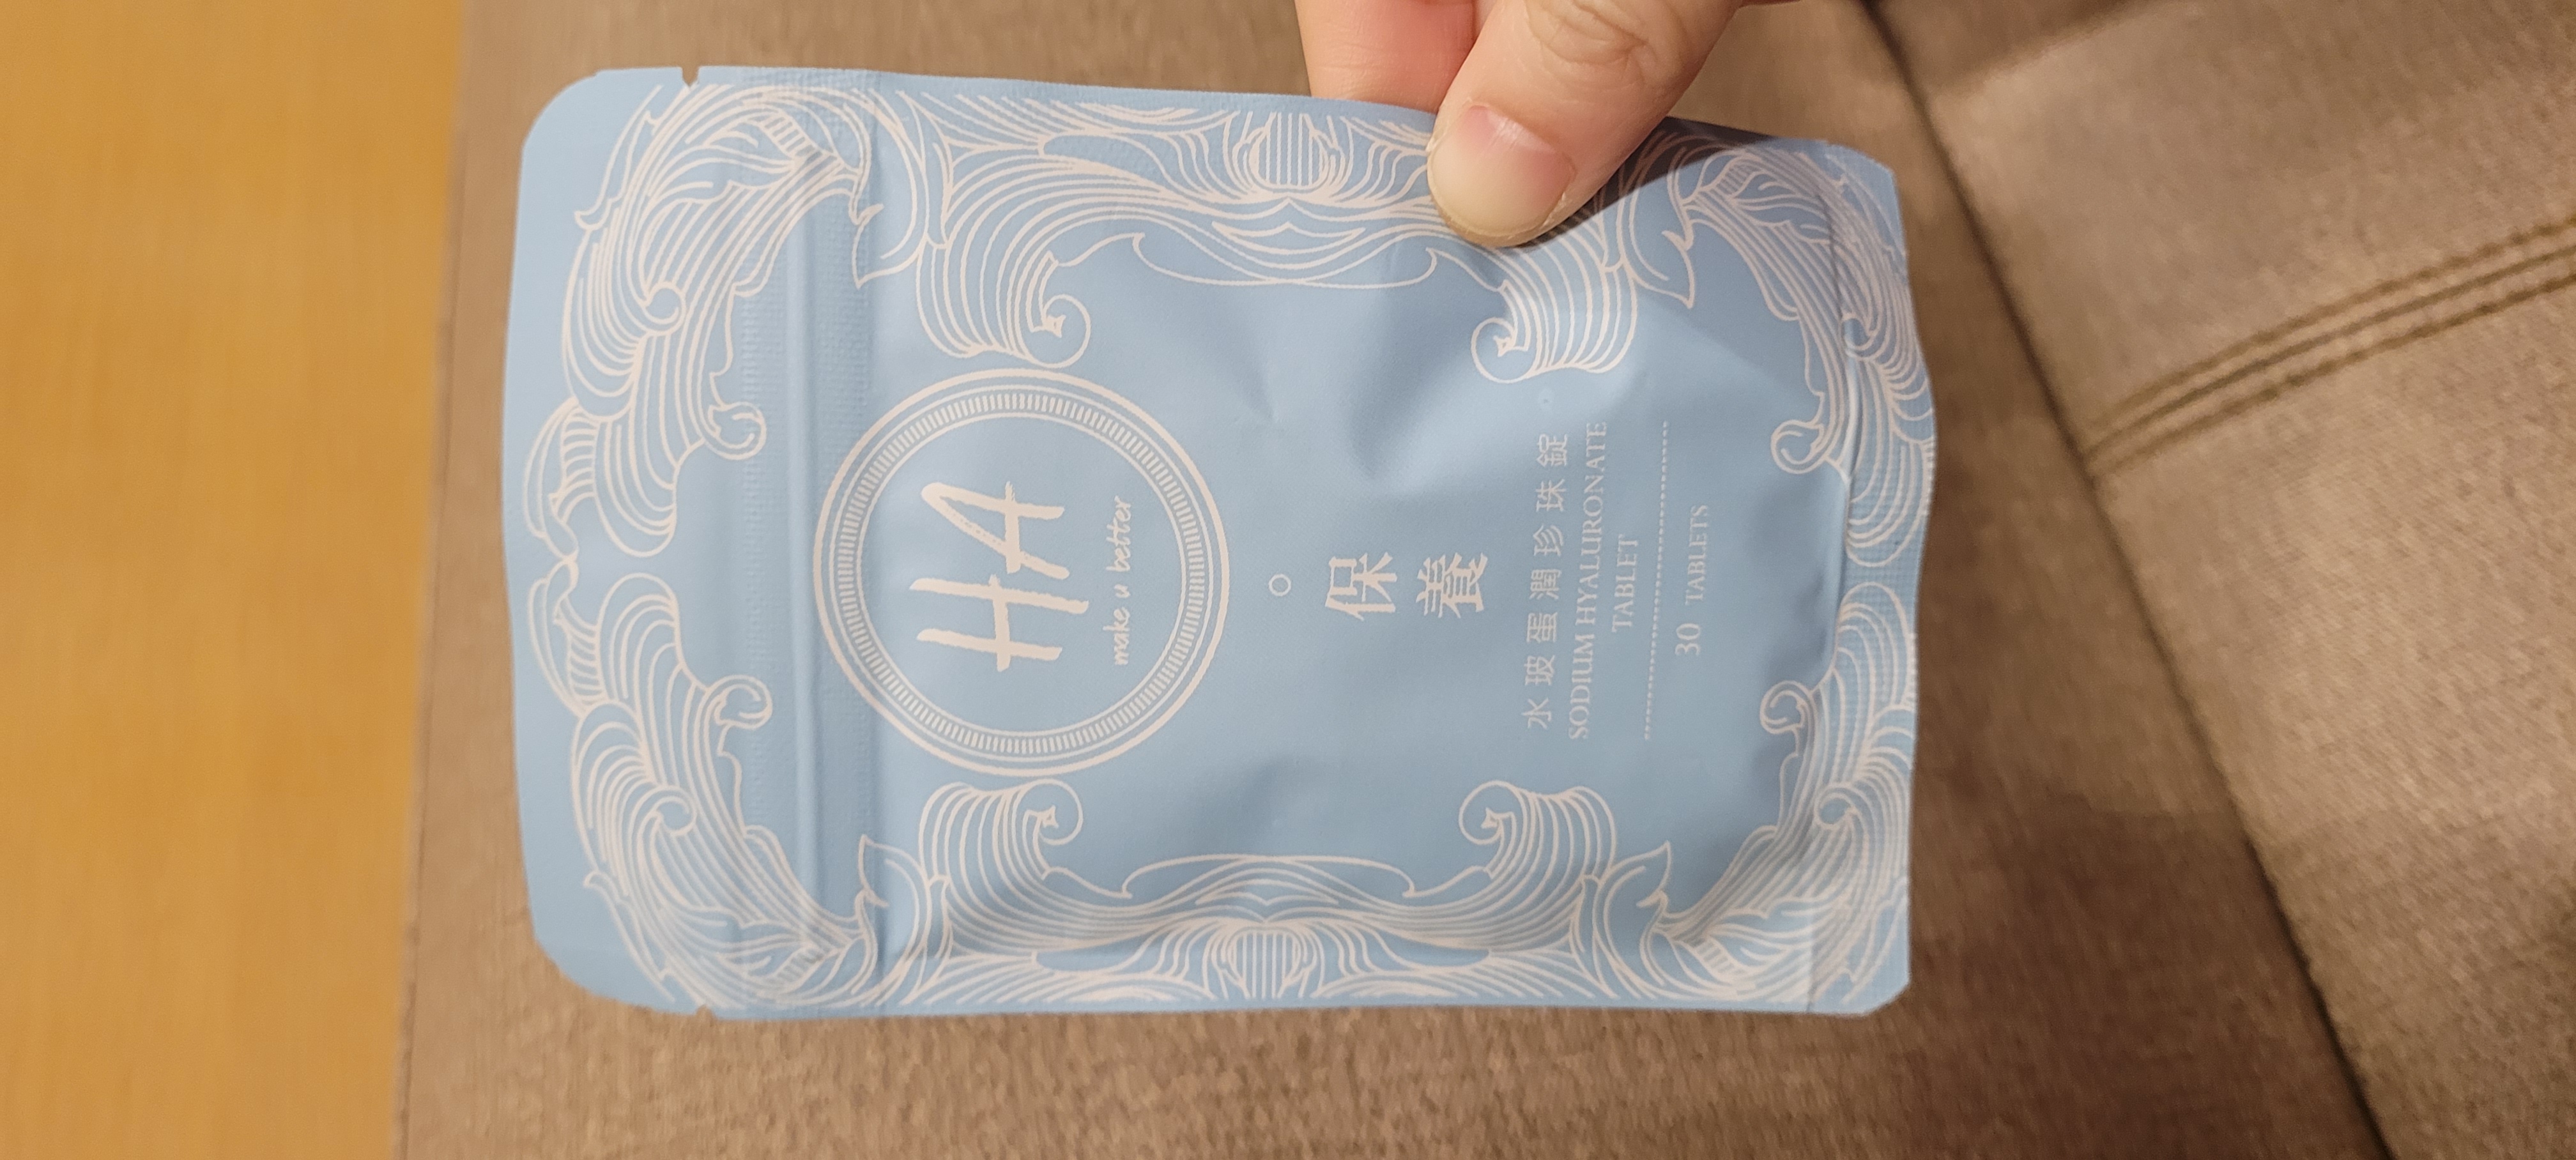 HA
make u better
保
養
水玻蛋潤珍珠錠
SODIUM HYALURONATE
TABLET
30 TABLETS